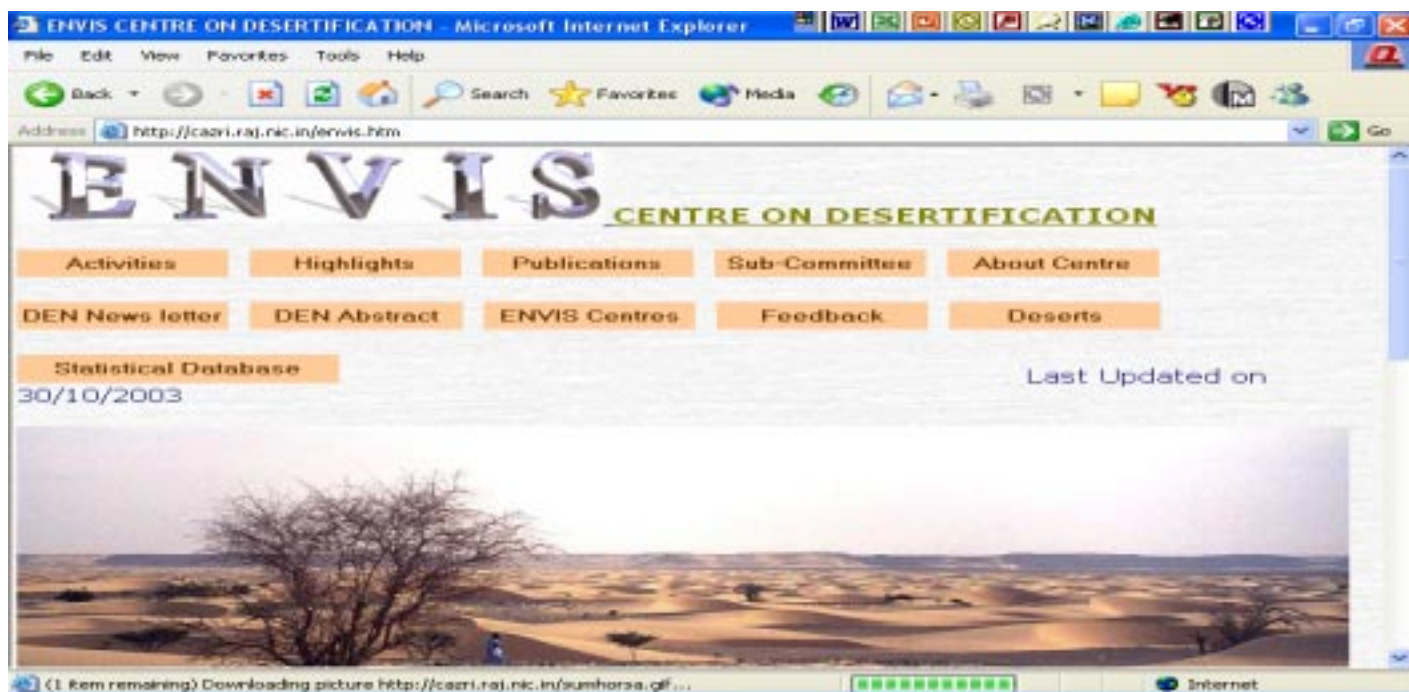 ENVIS CENTRE ON DESERTIFICATION - Microsoft Internet Explorer
File Edit View Favorites Tools Help
Back Search Favorites Media
Address http://cazri.raj.nic.in/envis.htm Go
ENVIS CENTRE ON DESERTIFICATION
Activities Highlights Publications Sub-Committee About Centre
DEN News letter DEN Abstract ENVIS Centres Feedback Deserts
Statistical Database Last Updated on
30/10/2003
(1 item remaining) Downloading picture http://cazri.raj.nic.in/sumhorsa.gif... Internet